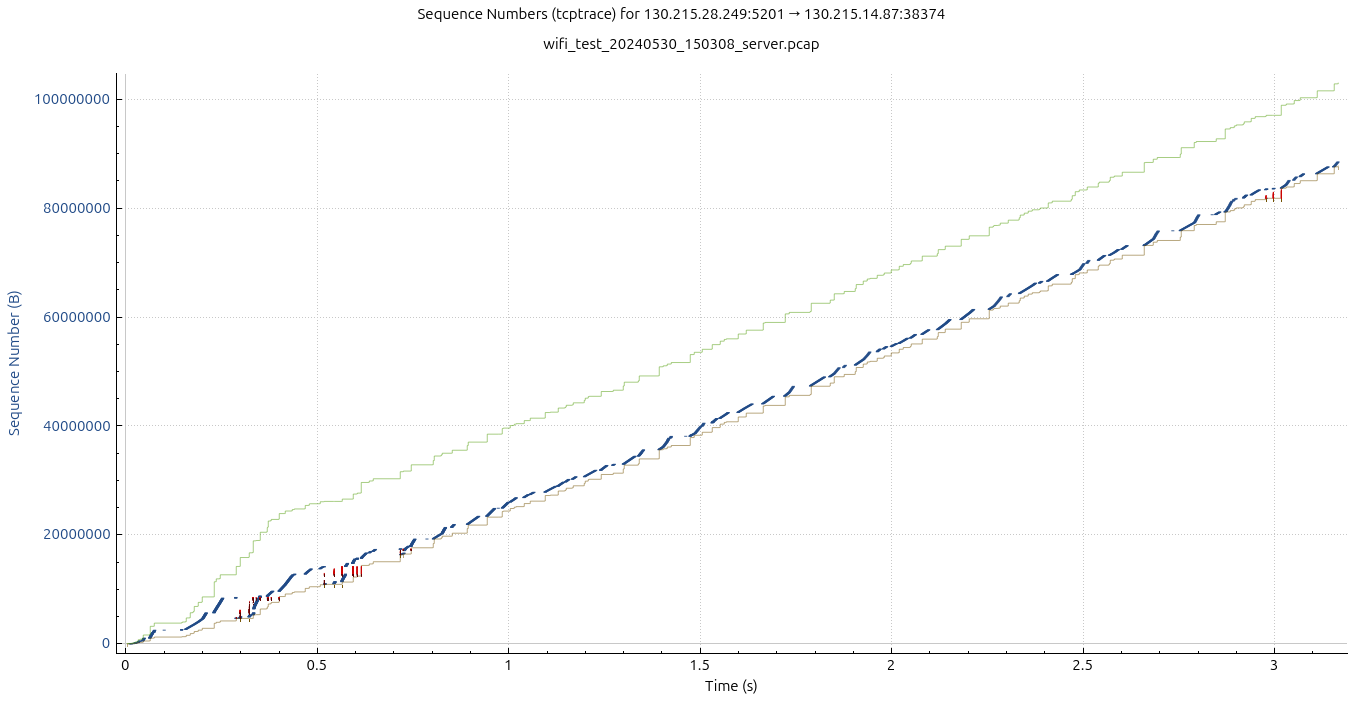 Sequence Numbers (tcptrace) for 130.215.28.249:5201 → 130.215.14.87:38374
wifi_test_20240530_150308_server.pcap
Sequence Number (B)
100000000
80000000
60000000
40000000
20000000
0
0 0.5 1 1.5 2 2.5 3
Time (s)